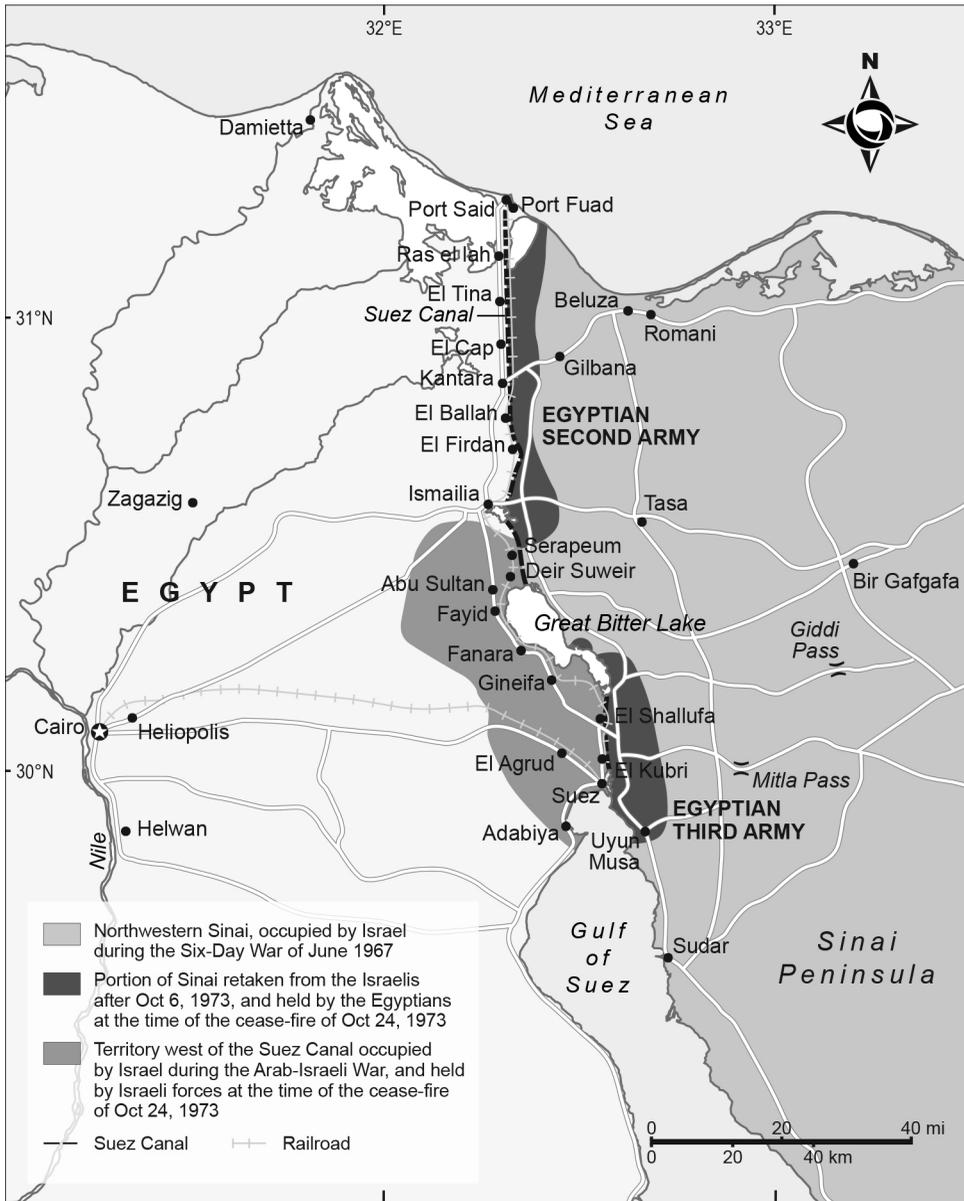 32°E
33°E
N
Mediterranean
Sea
Damietta
Port Said
Port Fuad
Ras el Iah
El Tina
Suez Canal
31°N
Beluza
Romani
El Cap
Gilbana
Kantara
El Ballah
EGYPTIAN
SECOND ARMY
El Firdan
Ismailia
Zagazig
Tasa
Serapeum
Deir Suweir
Bir Gafgafa
EGYPT
Abu Sultan
Fayid
Great Bitter Lake
Giddi
Pass
Fanara
Gineifa
Cairo
Heliopolis
El Shallufa
El Agrud
El Kubri
30°N
Mitla Pass
Suez
EGYPTIAN
THIRD ARMY
Adabiya
Uyun
Musa
Helwan
Nile
Gulf
of
Suez
Sudar
Sinai
Peninsula
Northwestern Sinai, occupied by Israel
during the Six-Day War of June 1967
Portion of Sinai retaken from the Israelis
after Oct 6, 1973, and held by the Egyptians
at the time of the cease-fire of Oct 24, 1973
Territory west of the Suez Canal occupied
by Israel during the Arab-Israeli War, and held
by Israeli forces at the time of the cease-fire
of Oct 24, 1973
Suez Canal
Railroad
0 20 40 mi
0 20 40 km